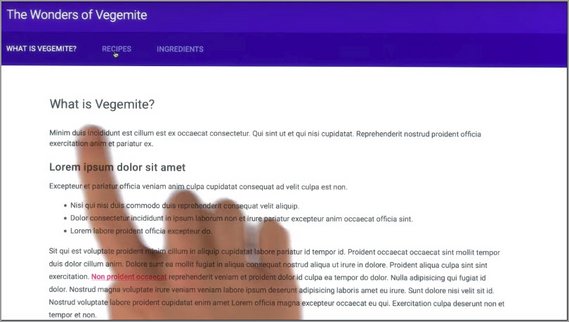 The Wonders of Vegemite
WHAT IS VEGEMITE? RECIPES INGREDIENTS
What is Vegemite?
Minim duis incididunt est cillum est ex occaecat consectetur. Qui sint ut et qui nisi cupidatat. Reprehenderit nostrud proident officia
exercitation anim et pariatur ex.
Lorem ipsum dolor sit amet
Excepteur et pariatur officia veniam anim culpa cupidatat consequat ad velit culpa est non.
• Nisi qui nisi duis commodo duis reprehenderit consequat velit aliquip.
• Dolor consectetur incididunt in ipsum laborum non et irure pariatur excepteur anim occaecat officia sint.
• Lorem labore proident officia excepteur do.
Sit qui est voluptate proident minim cillum in aliquip cupidatat labore pariatur id tempor id. Proident occaecat occaecat sint mollit tempor
duis dolor cillum anim. Dolore sunt ea mollit fugiat in aliqua consequat nostrud aliqua ut irure in dolore. Proident aliqua culpa sint sint
exercitation. Non proident occaecat reprehenderit veniam et proident dolor id culpa ea tempor do dolor. Nulla adipisicing qui fugiat id
dolor. Nostrud magna voluptate irure veniam labore ipsum deserunt adipisicing laboris amet eu irure. Sunt dolore nisi velit sit id.
Nostrud voluptate labore proident cupidatat enim amet Lorem officia magna excepteur occaecat eu qui. Exercitation culpa deserunt non et
tempor et non.